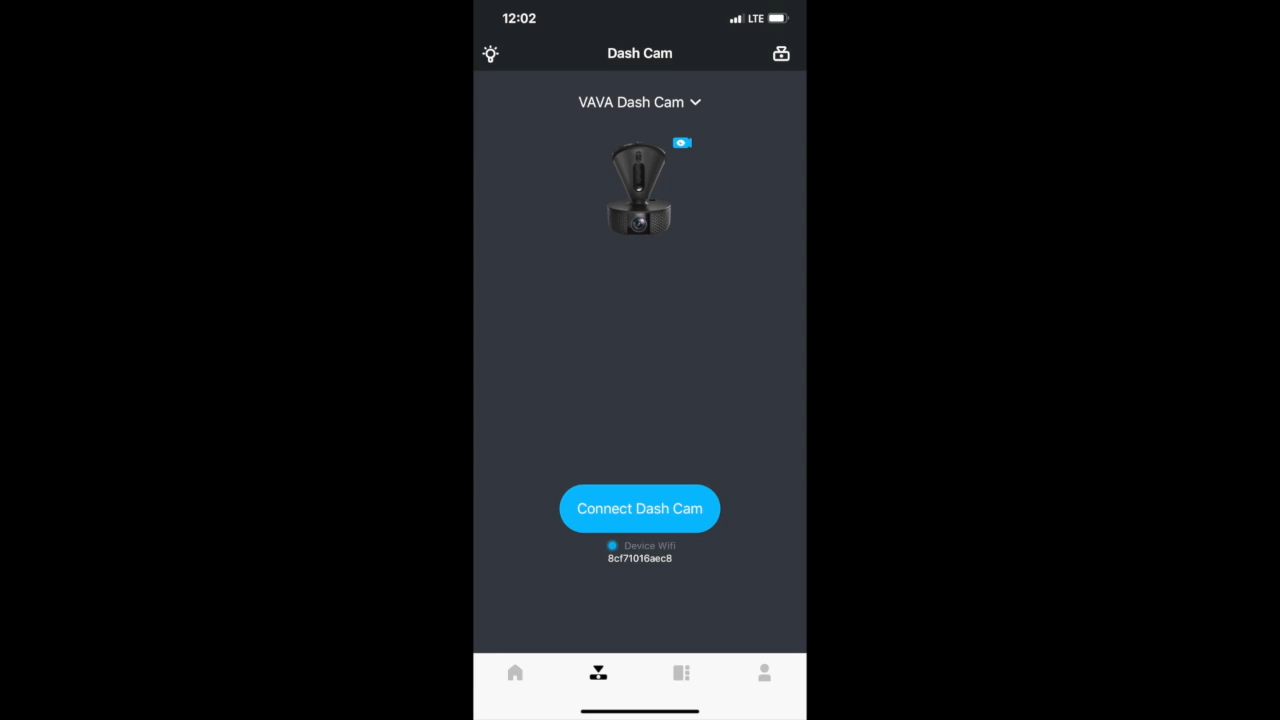 12:02
LTE
Dash Cam
VAVA Dash Cam
Connect Dash Cam
Device Wifi
8cf71016aec8